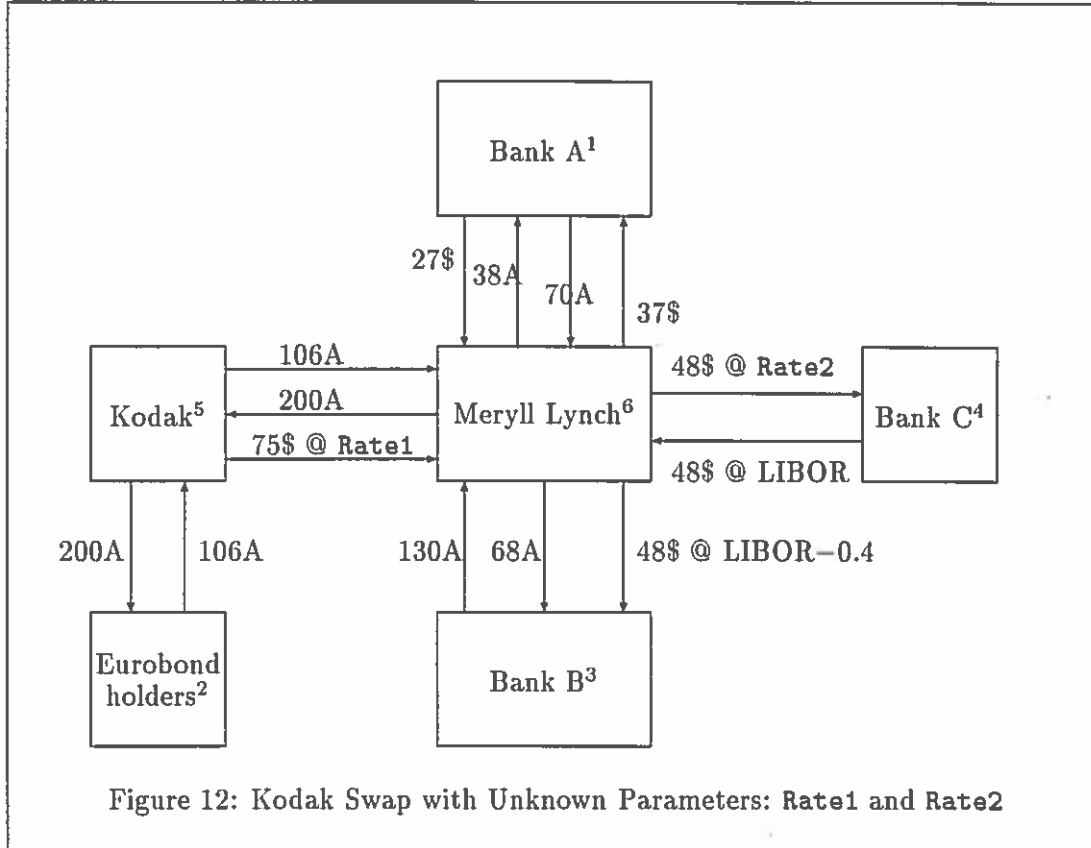 Bank A¹
27$
38A
70A
37$
106A
200A
75$ @ Rate1
Kodak⁵
Meryll Lynch⁶
48$ @ Rate2
48$ @ LIBOR
Bank C⁴
200A
106A
130A
68A
48$ @ LIBOR−0.4
Eurobond
holders²
Bank B³
Figure 12: Kodak Swap with Unknown Parameters: Rate1 and Rate2